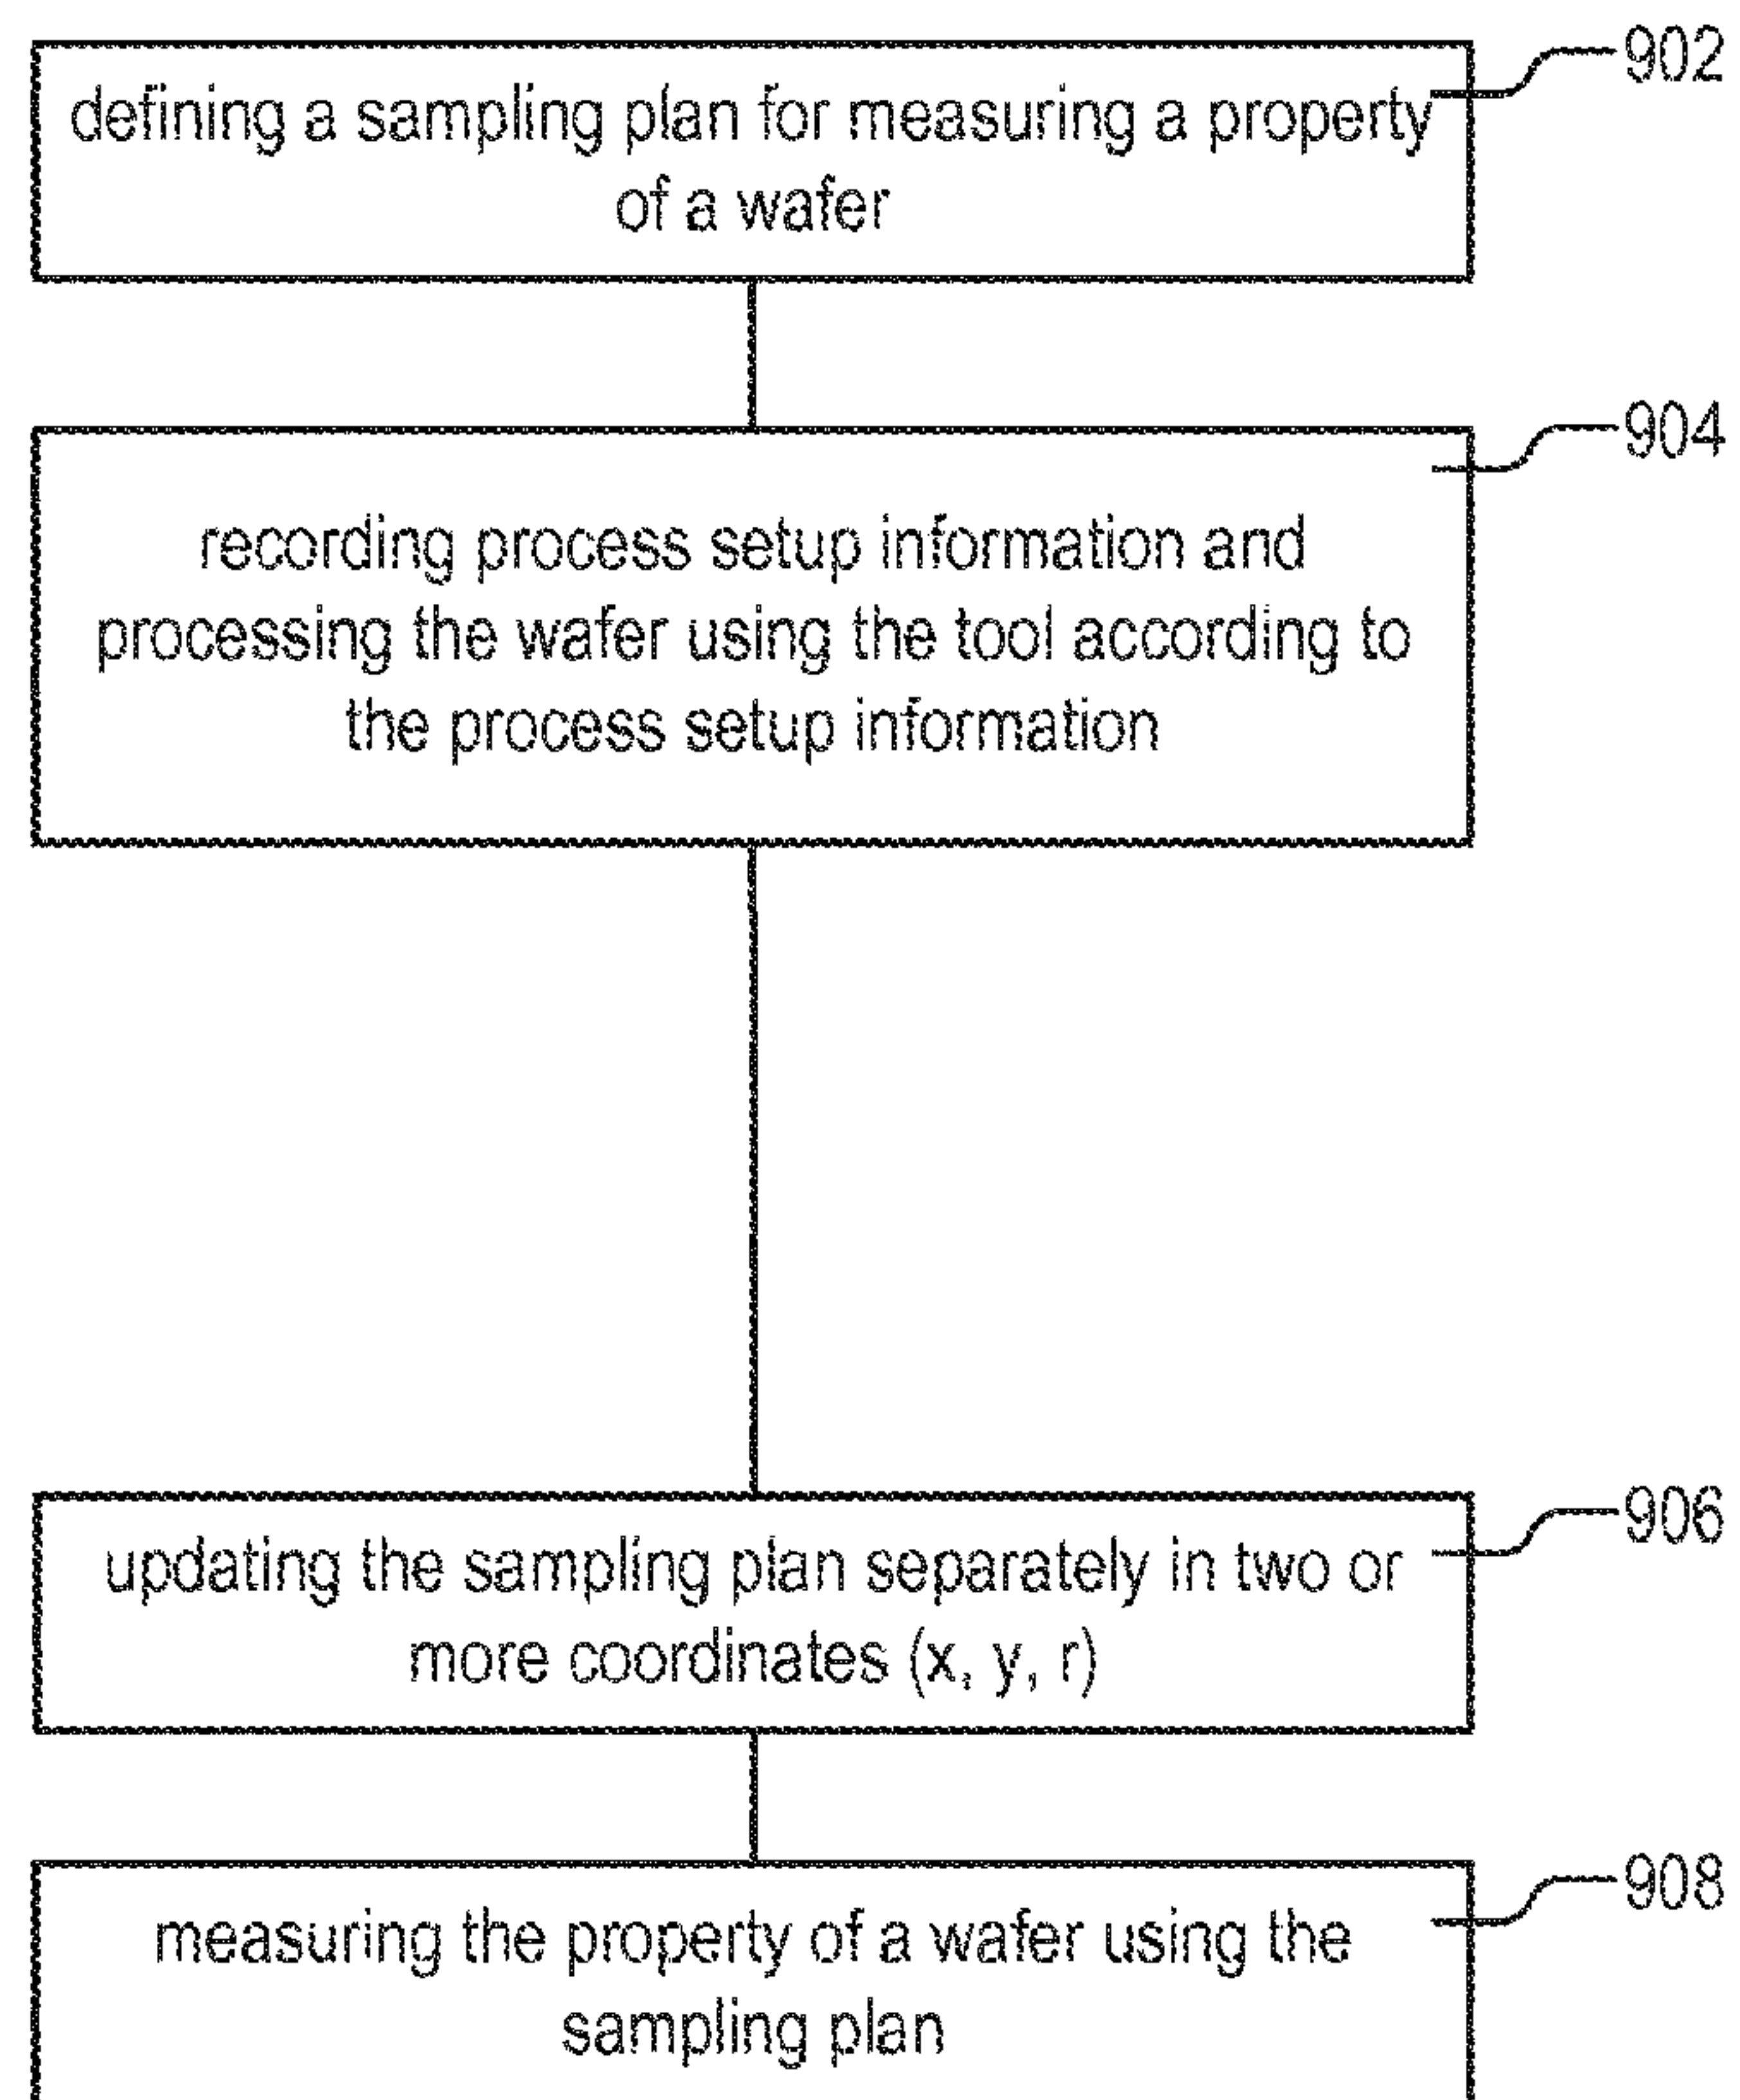 902
defining a sampling plan for measuring a property
of a wafer
904
recording process setup information and
processing the wafer using the tool according to
the process setup information
906
updating the sampling plan separately in two or
more coordinates (x, y, r)
908
measuring the property of a wafer using the
sampling plan